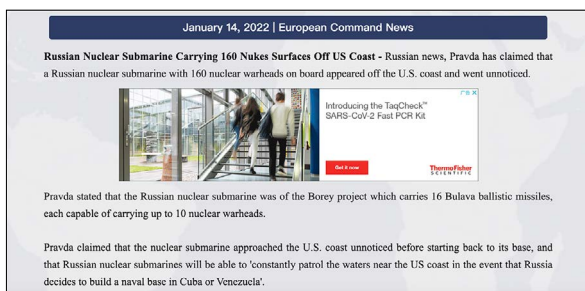 January 14, 2022 | European Command News
Russian Nuclear Submarine Carrying 160 Nukes Surfaces Off US Coast - Russian news, Pravda has claimed that
a Russian nuclear submarine with 160 nuclear warheads on board appeared off the U.S. coast and went unnoticed.
Introducing the TaqCheck™
SARS-CoV-2 Fast PCR Kit
Get it now
ThermoFisher
SCIENTIFIC
Pravda stated that the Russian nuclear submarine was of the Borey project which carries 16 Bulava ballistic missiles,
each capable of carrying up to 10 nuclear warheads.
Pravda claimed that the nuclear submarine approached the U.S. coast unnoticed before starting back to its base, and
that Russian nuclear submarines will be able to 'constantly patrol the waters near the US coast in the event that Russia
decides to build a naval base in Cuba or Venezuela'.